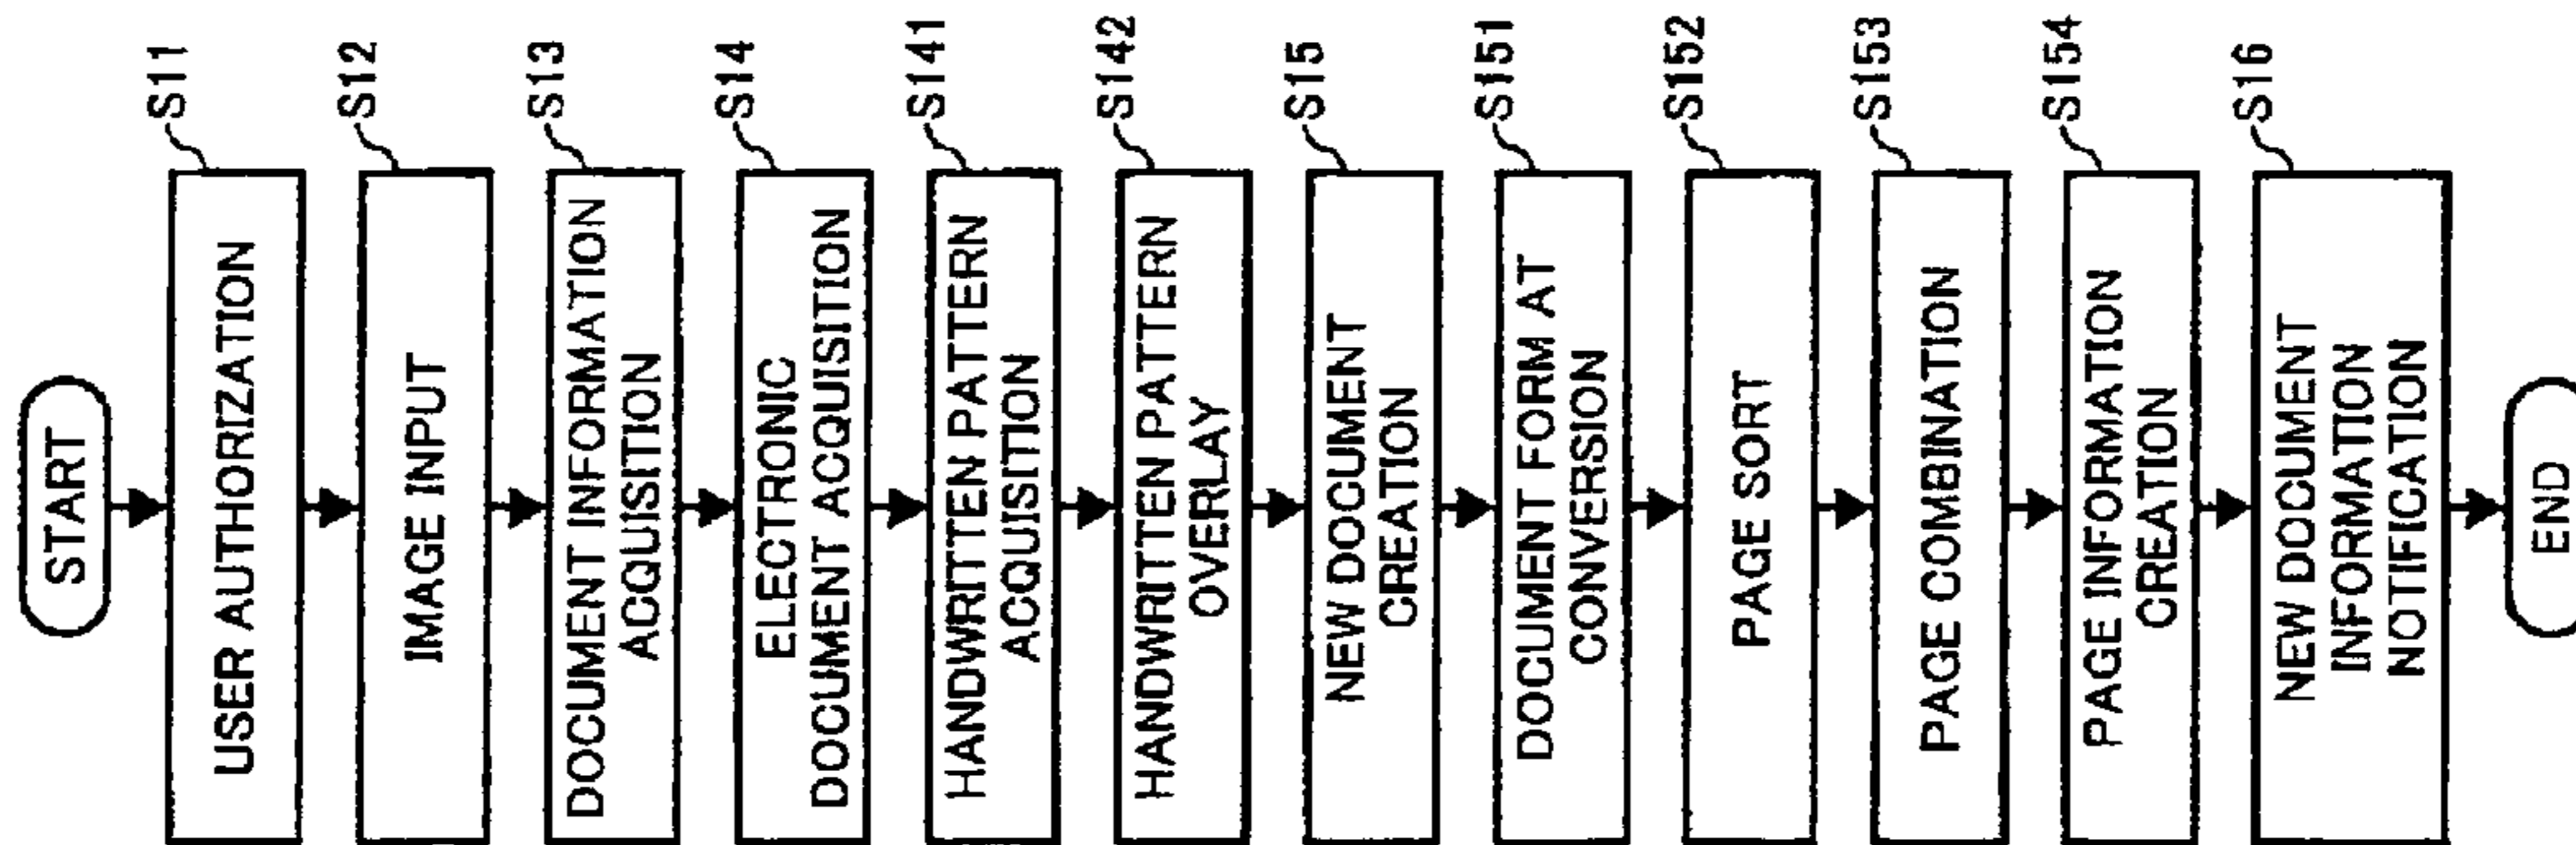 START
USER AUTHORIZATION
S11
IMAGE INPUT
S12
DOCUMENT INFORMATION
ACQUISITION
S13
ELECTRONIC
DOCUMENT ACQUISITION
S14
HANDWRITTEN PATTERN
ACQUISITION
S141
HANDWRITTEN PATTERN
OVERLAY
S142
NEW DOCUMENT
CREATION
S15
DOCUMENT FORM AT
CONVERSION
S151
PAGE SORT
S152
PAGE COMBINATION
S153
PAGE INFORMATION
CREATION
S154
NEW DOCUMENT
INFORMATION
NOTIFICATION
S16
END